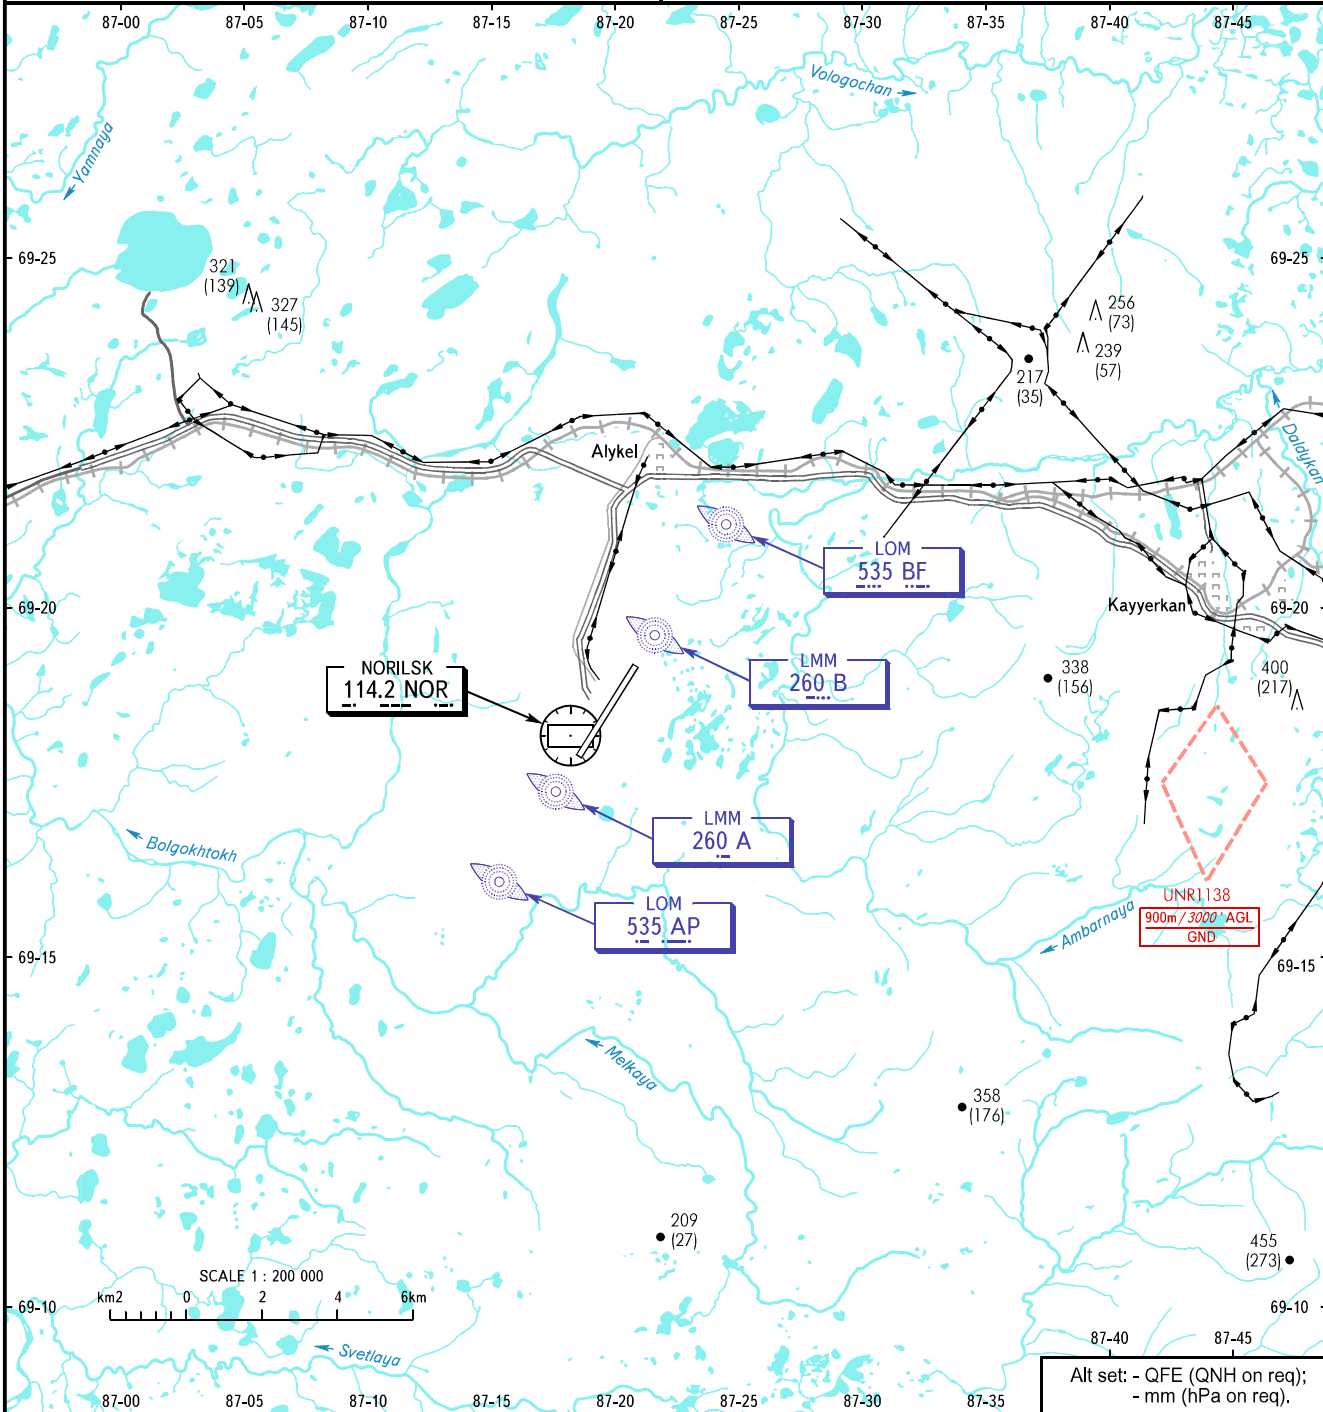 87-00 87-05 87-10 87-15 87-20 87-25 87-30 87-35 87-40 87-45
Vologochan
Yamnaya
69-25 69-25
321
(139)
327
(145)
256
(73)
239
(57)
217
(35)
Daldykan
Alykel
LOM
535 BF
Kayyerkan
69-20 69-20
LMM
260 B
NORILSK
114.2 NOR
338
(156)
400
(217)
LMM
260 A
Bolgokhtokh
UNR1138
900m/3000' AGL
GND
LOM
535 AP
Ambarnaya
69-15 69-15
Melkaya
358
(176)
209
(27)
455
(273)
SCALE 1 : 200 000
km2 0 2 4 6km
69-10 69-10
Svetlaya
87-40 87-45
Alt set: - QFE (QNH on req);
- mm (hPa on req).
87-00 87-05 87-10 87-15 87-20 87-25 87-30 87-35